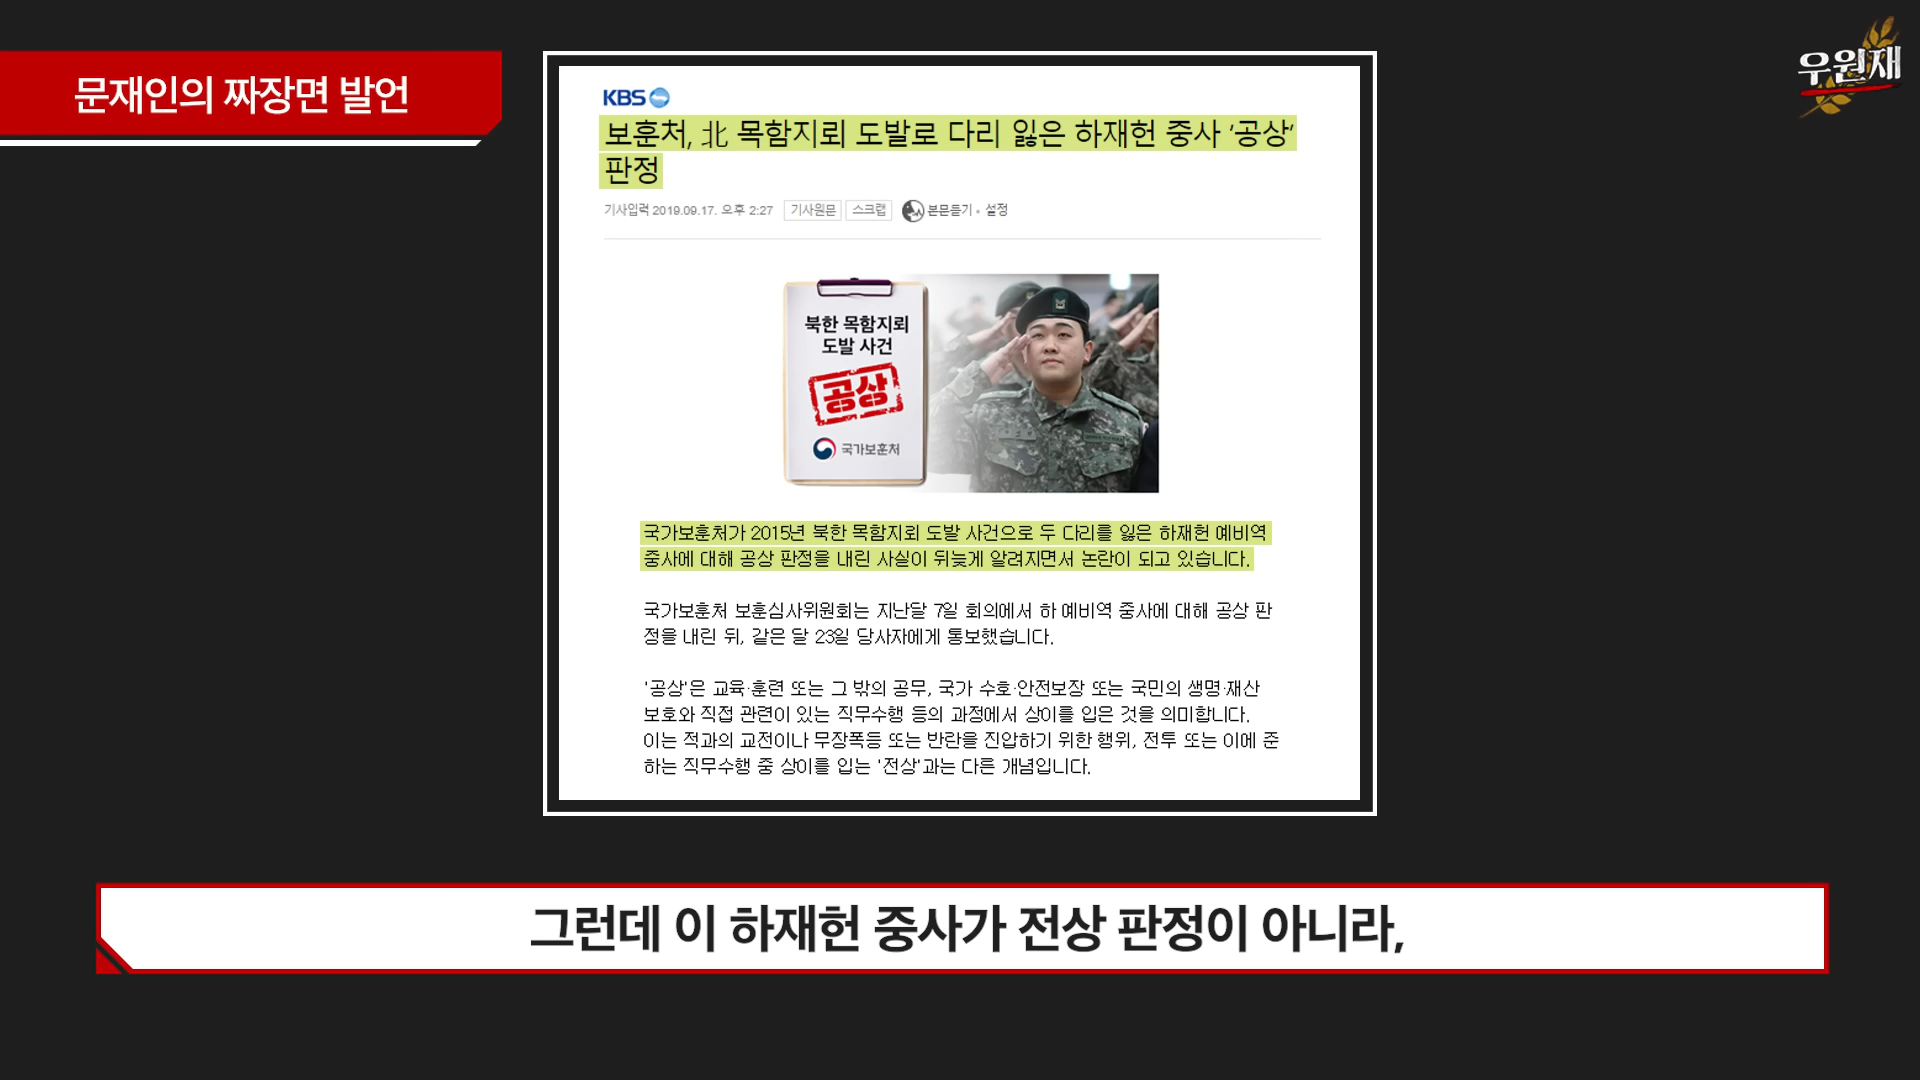 문재인의 짜장면 발언
우원재
KBS
보훈처, 北 목함지뢰 도발로 다리 잃은 하재헌 중사 ‘공상’
판정
기사입력 2019.09.17. 오후 2:27 기사원문 스크랩 본문듣기 · 설정
북한 목함지뢰
도발 사건
공상
국가보훈처
국가보훈처가 2015년 북한 목함지뢰 도발 사건으로 두 다리를 잃은 하재헌 예비역
중사에 대해 공상 판정을 내린 사실이 뒤늦게 알려지면서 논란이 되고 있습니다.
국가보훈처 보훈심사위원회는 지난달 7일 회의에서 하 예비역 중사에 대해 공상 판
정을 내린 뒤, 같은 달 23일 당사자에게 통보했습니다.
'공상'은 교육·훈련 또는 그 밖의 공무, 국가 수호·안전보장 또는 국민의 생명·재산
보호와 직접 관련이 있는 직무수행 등의 과정에서 상이를 입은 것을 의미합니다.
이는 적과의 교전이나 무장폭등 또는 반란을 진압하기 위한 행위, 전투 또는 이에 준
하는 직무수행 중 상이를 입는 '전상'과는 다른 개념입니다.
그런데 이 하재헌 중사가 전상 판정이 아니라,